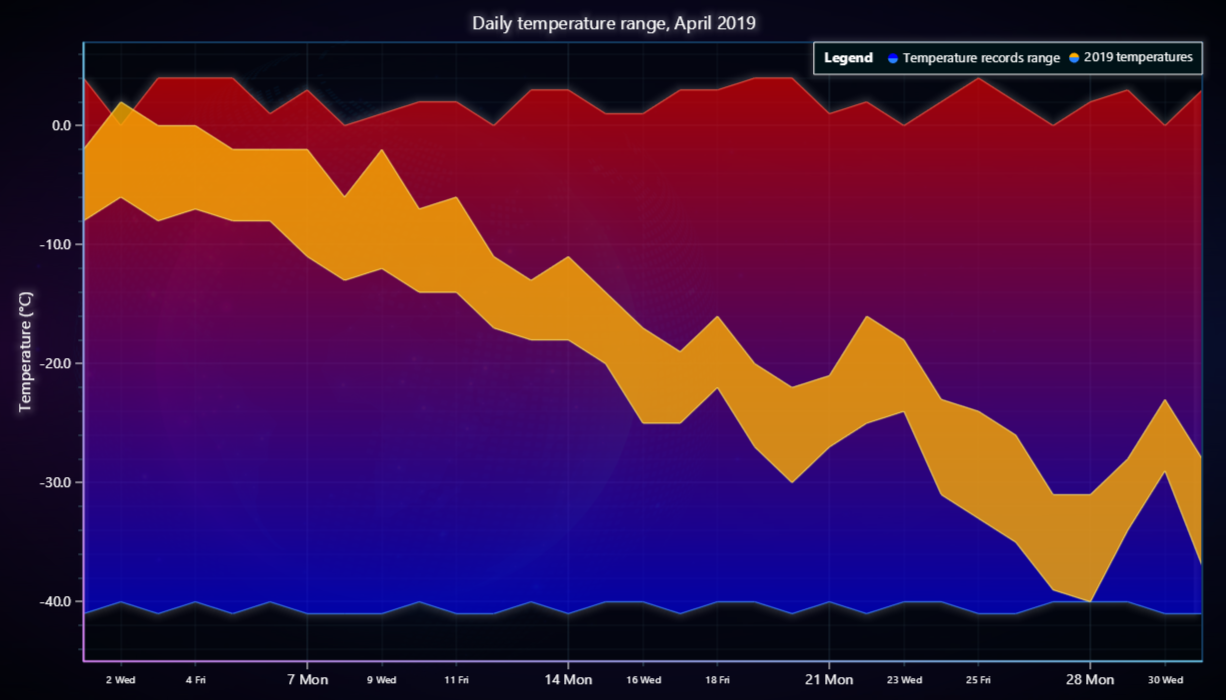 Daily temperature range, April 2019
Legend
Temperature records range
2019 temperatures
Temperature (°C)
0.0
-10.0
-20.0
-30.0
-40.0
2 Wed
4 Fri
7 Mon
9 Wed
11 Fri
14 Mon
16 Wed
18 Fri
21 Mon
23 Wed
25 Fri
28 Mon
30 Wed